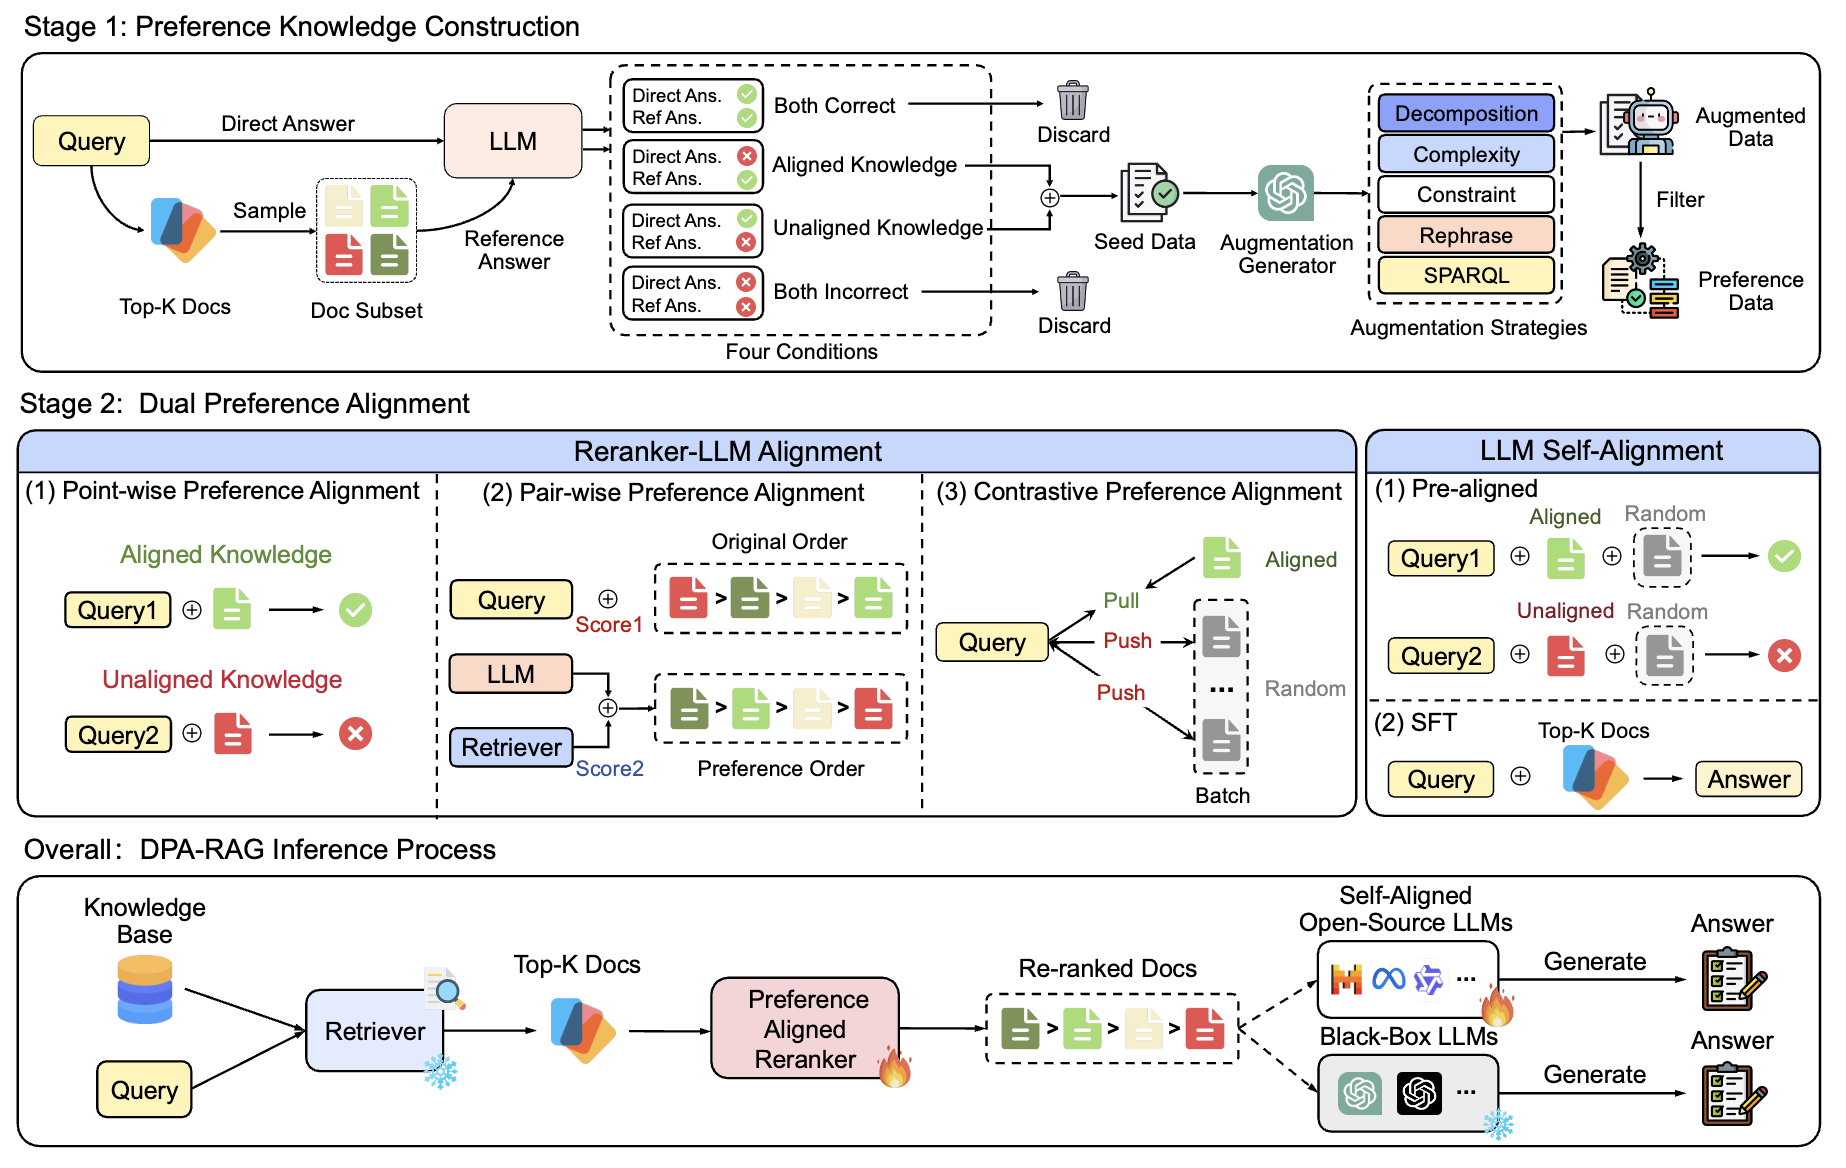 Stage 1: Preference Knowledge Construction
Query
Direct Answer
LLM
Sample
Top-K Docs
Doc Subset
Reference
Answer
Direct Ans.
Ref Ans.
Both Correct
Direct Ans.
Ref Ans.
Aligned Knowledge
Direct Ans.
Ref Ans.
Unaligned Knowledge
Direct Ans.
Ref Ans.
Both Incorrect
Four Conditions
Discard
Discard
Seed Data
Augmentation
Generator
Decomposition
Complexity
Constraint
Rephrase
SPARQL
Augmentation Strategies
Augmented
Data
Filter
Preference
Data
Stage 2: Dual Preference Alignment
Reranker-LLM Alignment
(1) Point-wise Preference Alignment
Aligned Knowledge
Query1
Unaligned Knowledge
Query2
(2) Pair-wise Preference Alignment
Original Order
Query
Score1
> > >
LLM
Retriever
Score2
> > >
Preference Order
(3) Contrastive Preference Alignment
Aligned
Pull
Query
Push
Push
...
Random
Batch
LLM Self-Alignment
(1) Pre-aligned
Aligned
Random
Query1
Unaligned
Random
Query2
(2) SFT
Top-K Docs
Query
Answer
Overall: DPA-RAG Inference Process
Knowledge
Base
Query
Retriever
Top-K Docs
Preference
Aligned
Reranker
Re-ranked Docs
> > >
Self-Aligned
Open-Source LLMs
...
Generate
Answer
Black-Box LLMs
...
Generate
Answer